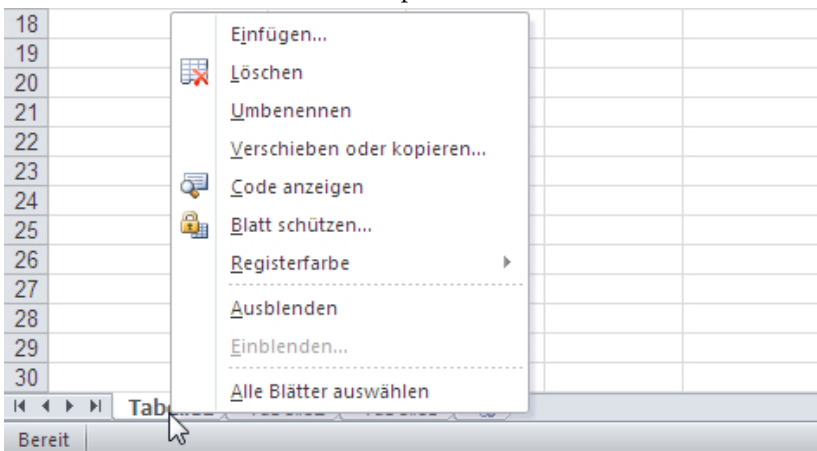 18
Einfügen...
19
20
Löschen
21
Umbenennen
22
Verschieben oder kopieren...
23
Code anzeigen
24
25
Blatt schützen...
26
Registerfarbe
27
28
Ausblenden
29
Einblenden...
30
Alle Blätter auswählen
Bereit